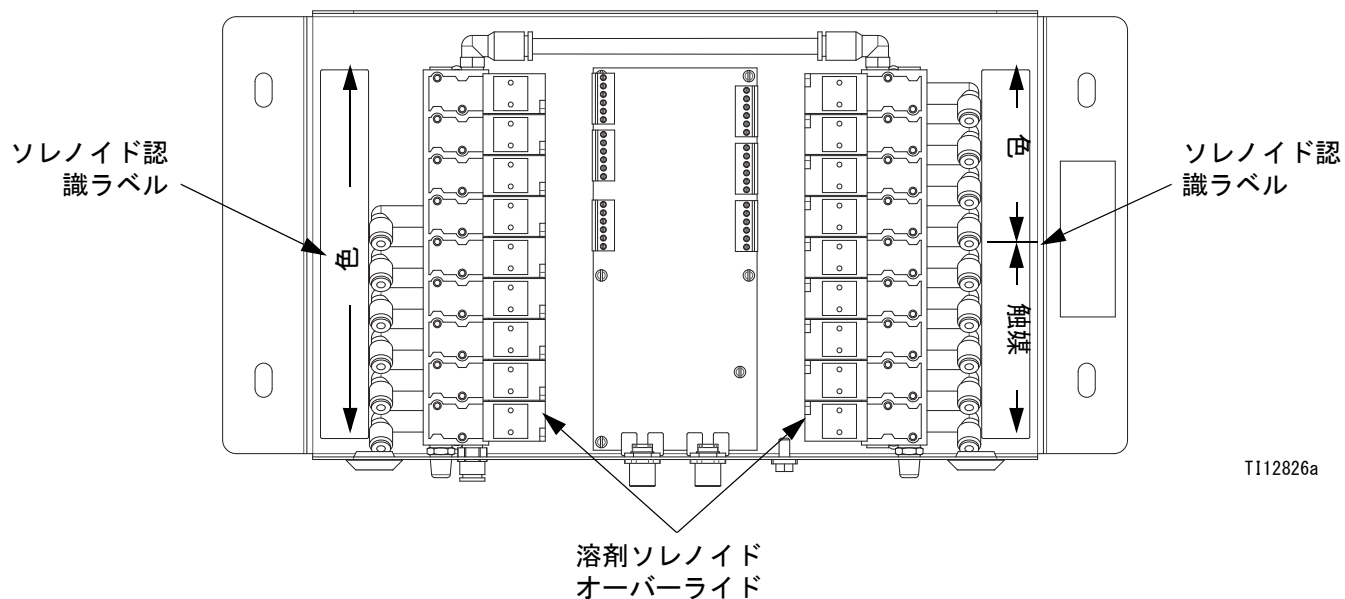 ソレノイド認
識ラベル
色
色
触媒
ソレノイド認
識ラベル
TI12826a
溶剤ソレノイド
オーバーライド